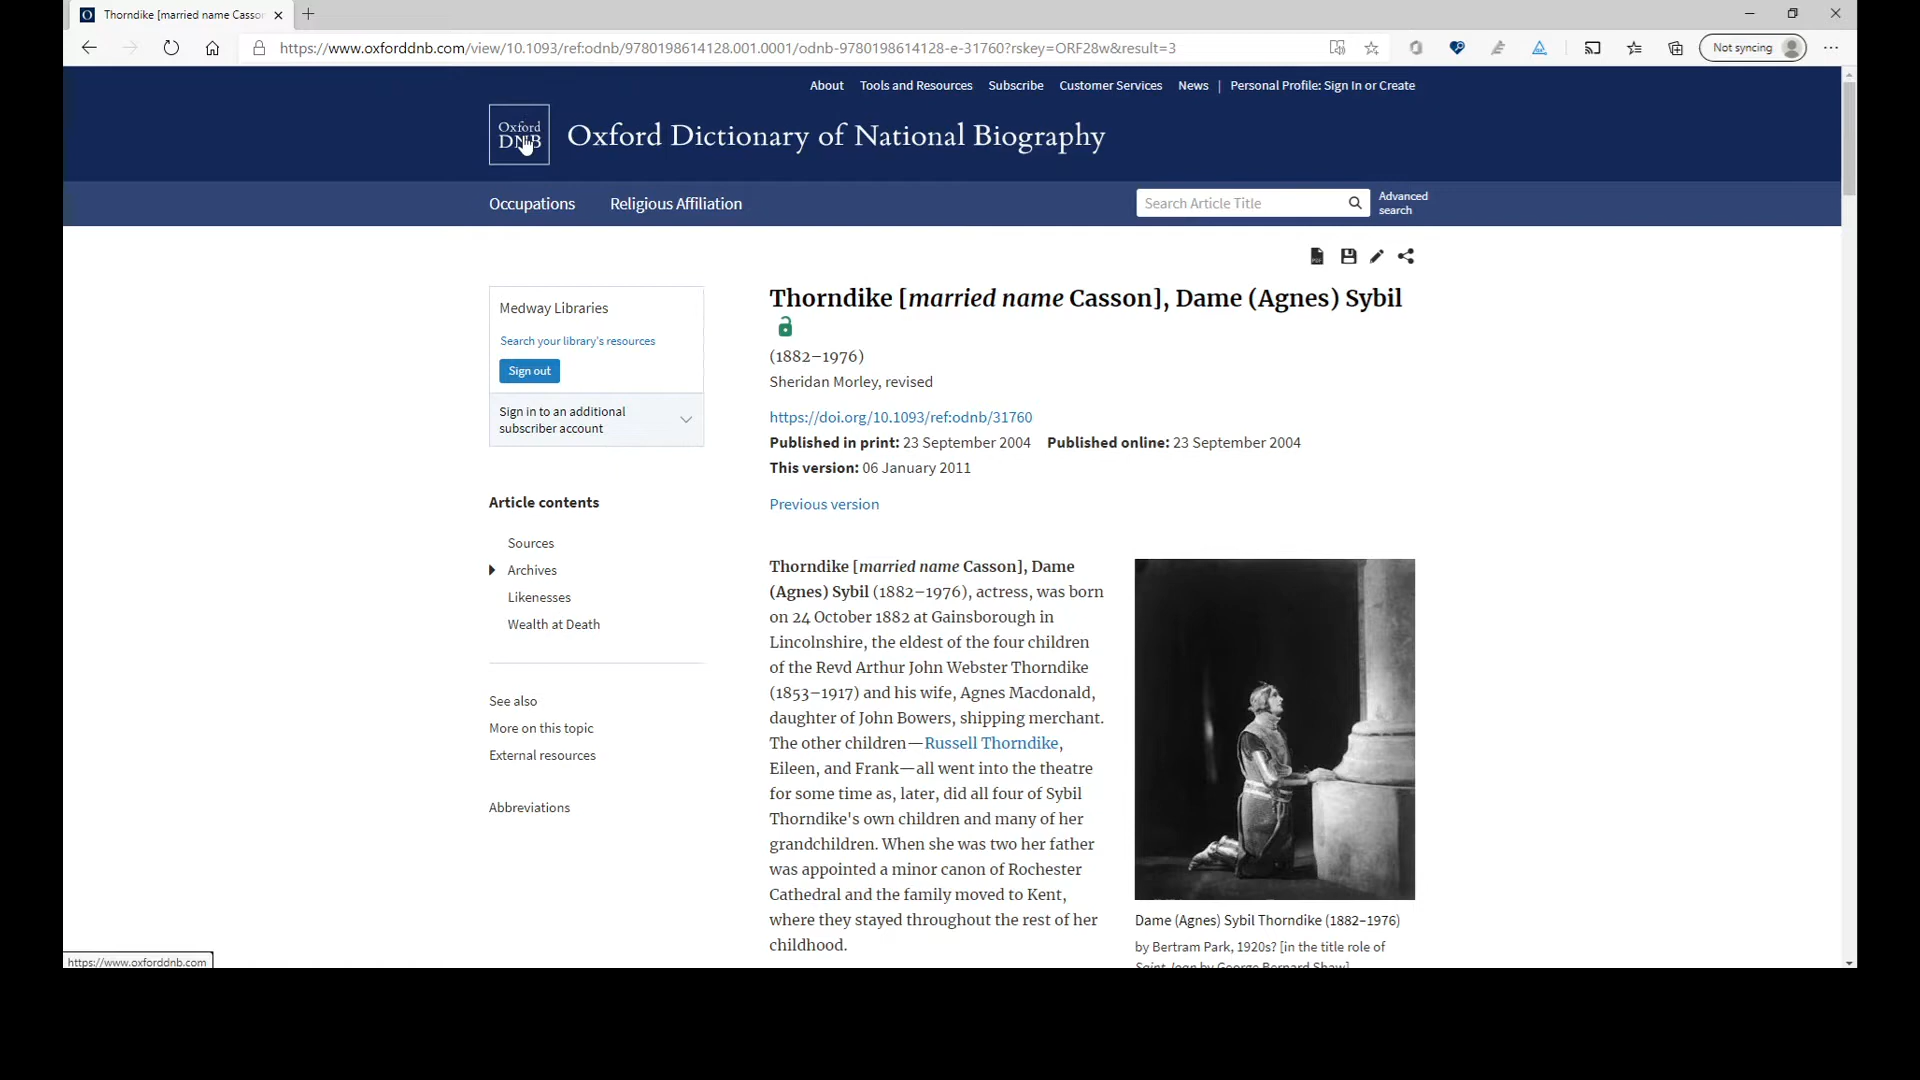 Thorndike [married name Casson
https://www.oxforddnb.com/view/10.1093/ref:odnb/9780198614128.001.0001/odnb-9780198614128-e-31760?rskey=ORF28w&result=3
Not syncing
About Tools and Resources Subscribe Customer Services News | Personal Profile: Sign In or Create
Oxford
DNB
Oxford Dictionary of National Biography
Occupations Religious Affiliation
Search Article Title
Advanced
search
Medway Libraries
Search your library's resources
Sign out
Sign in to an additional
subscriber account
Article contents
Sources
Archives
Likenesses
Wealth at Death
See also
More on this topic
External resources
Abbreviations
Thorndike [married name Casson], Dame (Agnes) Sybil
(1882–1976)
Sheridan Morley, revised
https://doi.org/10.1093/ref:odnb/31760
Published in print: 23 September 2004 Published online: 23 September 2004
This version: 06 January 2011
Previous version
Thorndike [married name Casson], Dame
(Agnes) Sybil (1882–1976), actress, was born
on 24 October 1882 at Gainsborough in
Lincolnshire, the eldest of the four children
of the Revd Arthur John Webster Thorndike
(1853–1917) and his wife, Agnes Macdonald,
daughter of John Bowers, shipping merchant.
The other children—Russell Thorndike,
Eileen, and Frank—all went into the theatre
for some time as, later, did all four of Sybil
Thorndike's own children and many of her
grandchildren. When she was two her father
was appointed a minor canon of Rochester
Cathedral and the family moved to Kent,
where they stayed throughout the rest of her
childhood.
Dame (Agnes) Sybil Thorndike (1882–1976)
by Bertram Park, 1920s? [in the title role of
Saint Joan by George Bernard Shaw]
https://www.oxforddnb.com